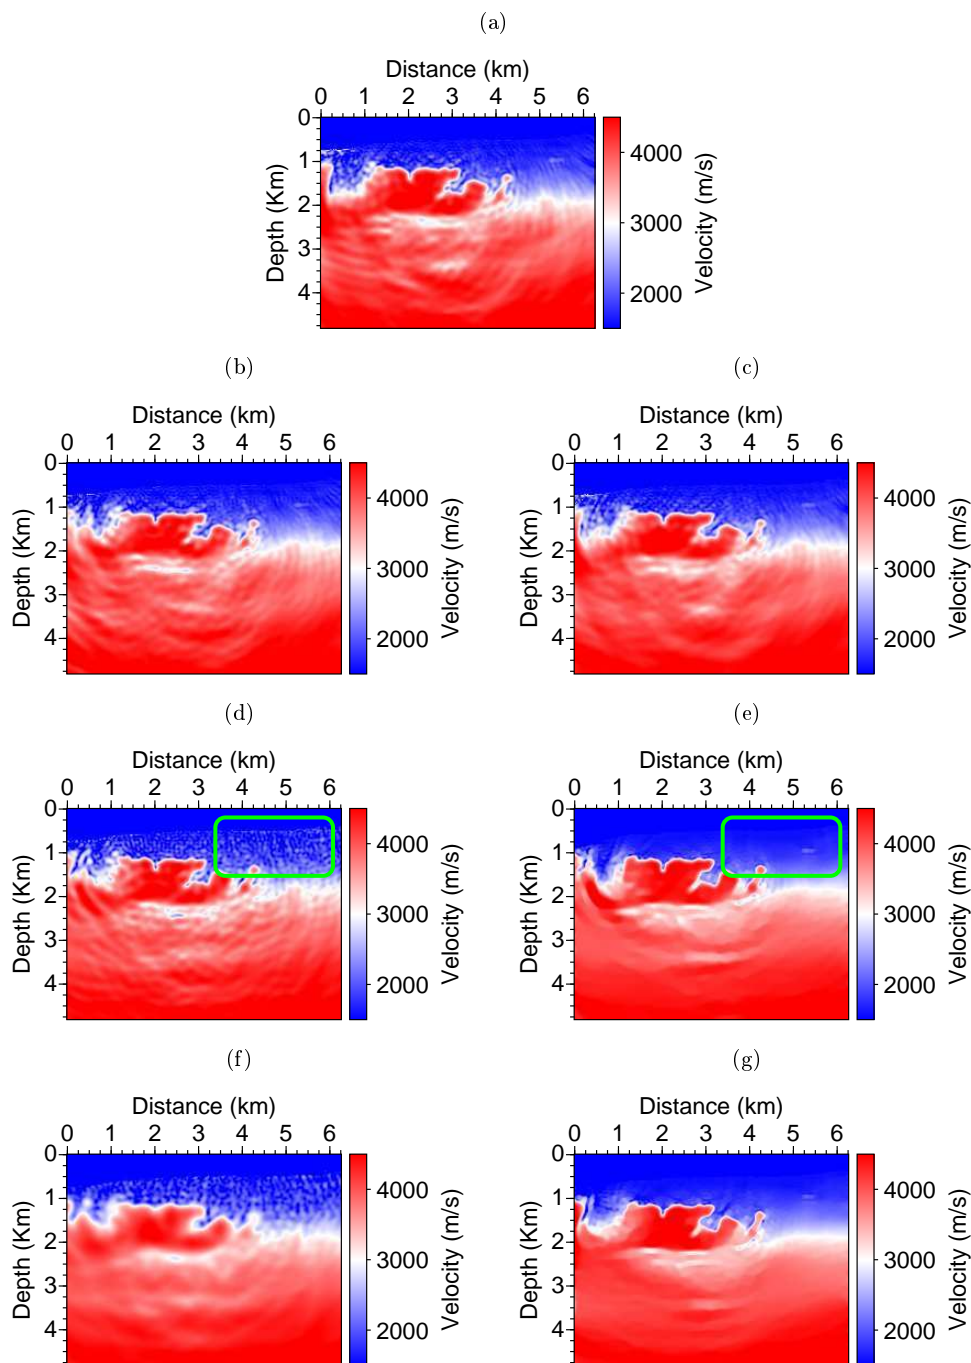 (a)
Distance (km)
0 1 2 3 4 5 6
0
1
2
3
4
Depth (Km)
4000
3000
2000
Velocity (m/s)
(b)
Distance (km)
0 1 2 3 4 5 6
0
1
2
3
4
Depth (Km)
4000
3000
2000
Velocity (m/s)
(c)
Distance (km)
0 1 2 3 4 5 6
0
1
2
3
4
Depth (Km)
4000
3000
2000
Velocity (m/s)
(d)
Distance (km)
0 1 2 3 4 5 6
0
1
2
3
4
Depth (Km)
4000
3000
2000
Velocity (m/s)
(e)
Distance (km)
0 1 2 3 4 5 6
0
1
2
3
4
Depth (Km)
4000
3000
2000
Velocity (m/s)
(f)
Distance (km)
0 1 2 3 4 5 6
0
1
2
3
4
Depth (Km)
4000
3000
2000
Velocity (m/s)
(g)
Distance (km)
0 1 2 3 4 5 6
0
1
2
3
4
Depth (Km)
4000
3000
2000
Velocity (m/s)